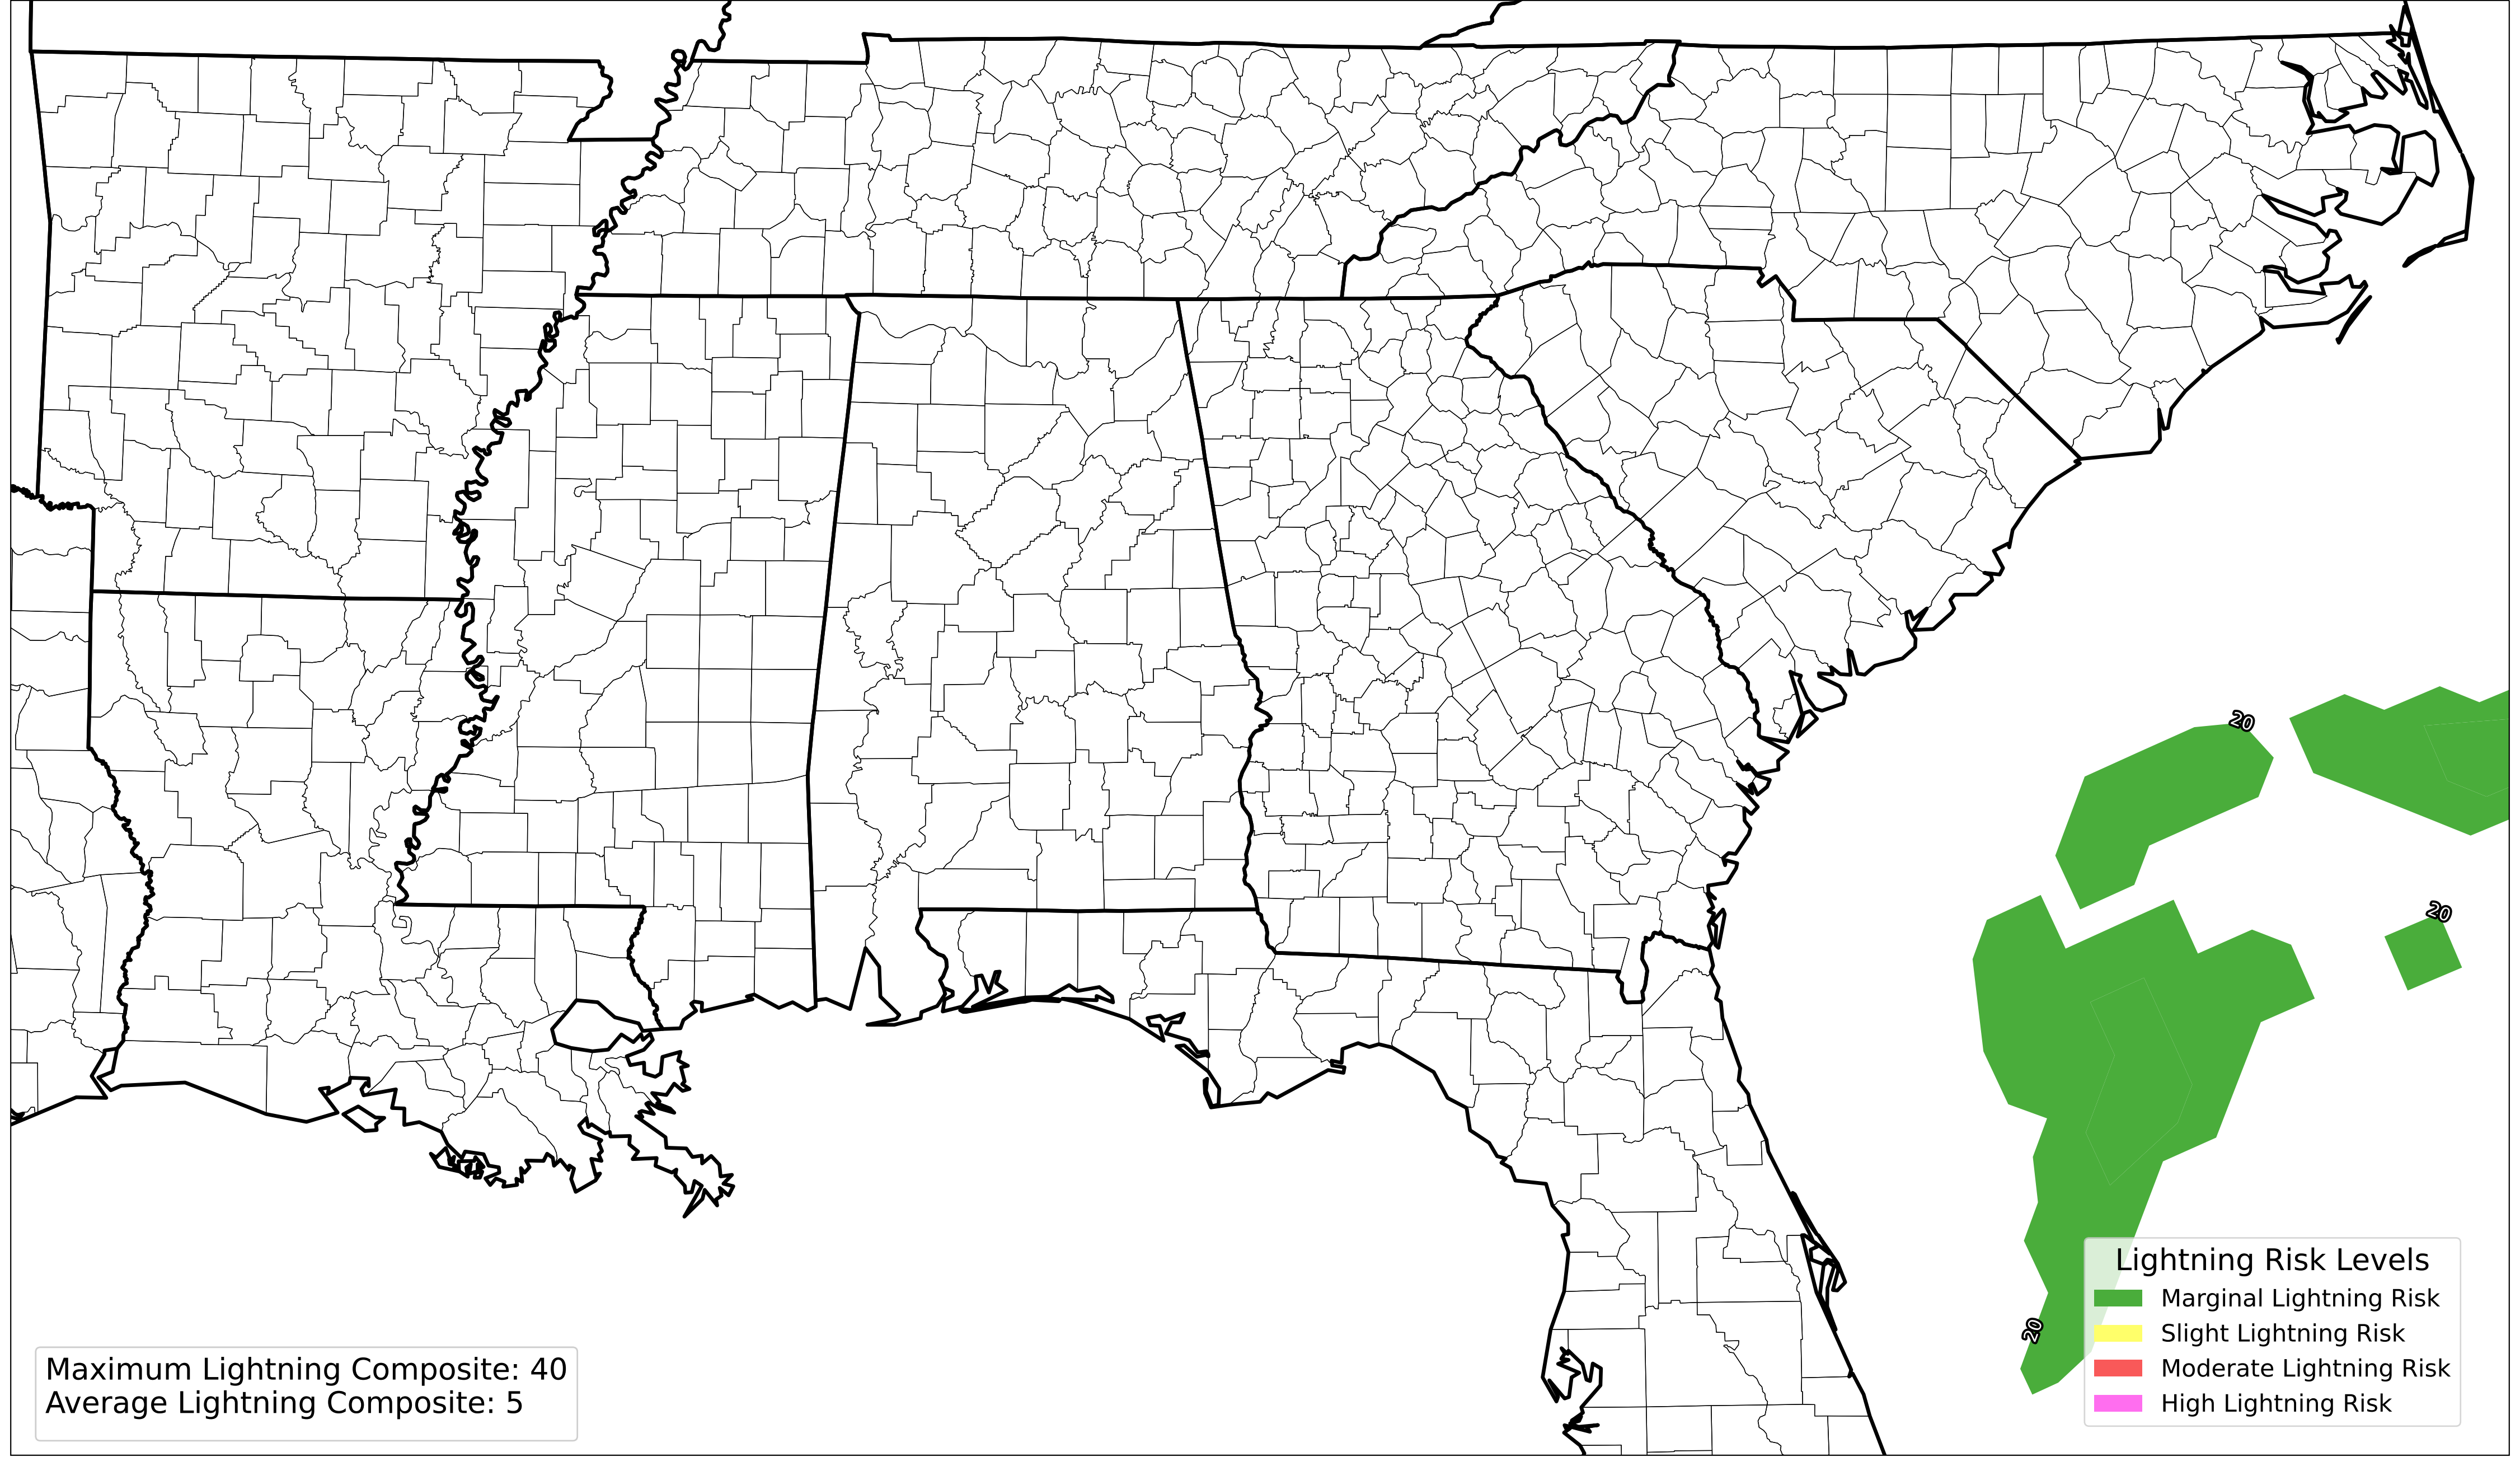 20
20
20
Lightning Risk Levels
Marginal Lightning Risk
Slight Lightning Risk
Moderate Lightning Risk
High Lightning Risk
Maximum Lightning Composite: 40
Average Lightning Composite: 5